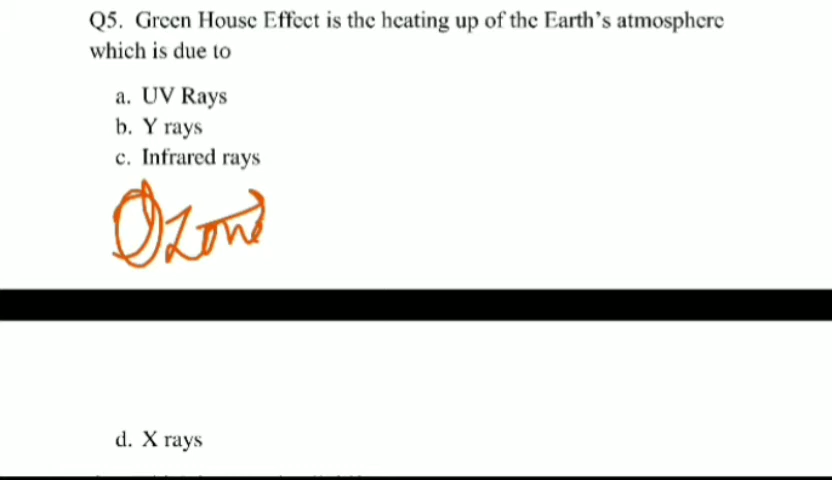 Q5. Green House Effect is the heating up of the Earth’s atmosphere
which is due to
a. UV Rays
b. Y rays
c. Infrared rays
Ozone
d. X rays